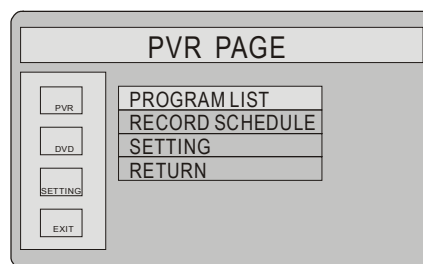 PVR PAGE
PVR
DVD
SETTING
EXIT
PROGRAM LIST
RECORD SCHEDULE
SETTING
RETURN